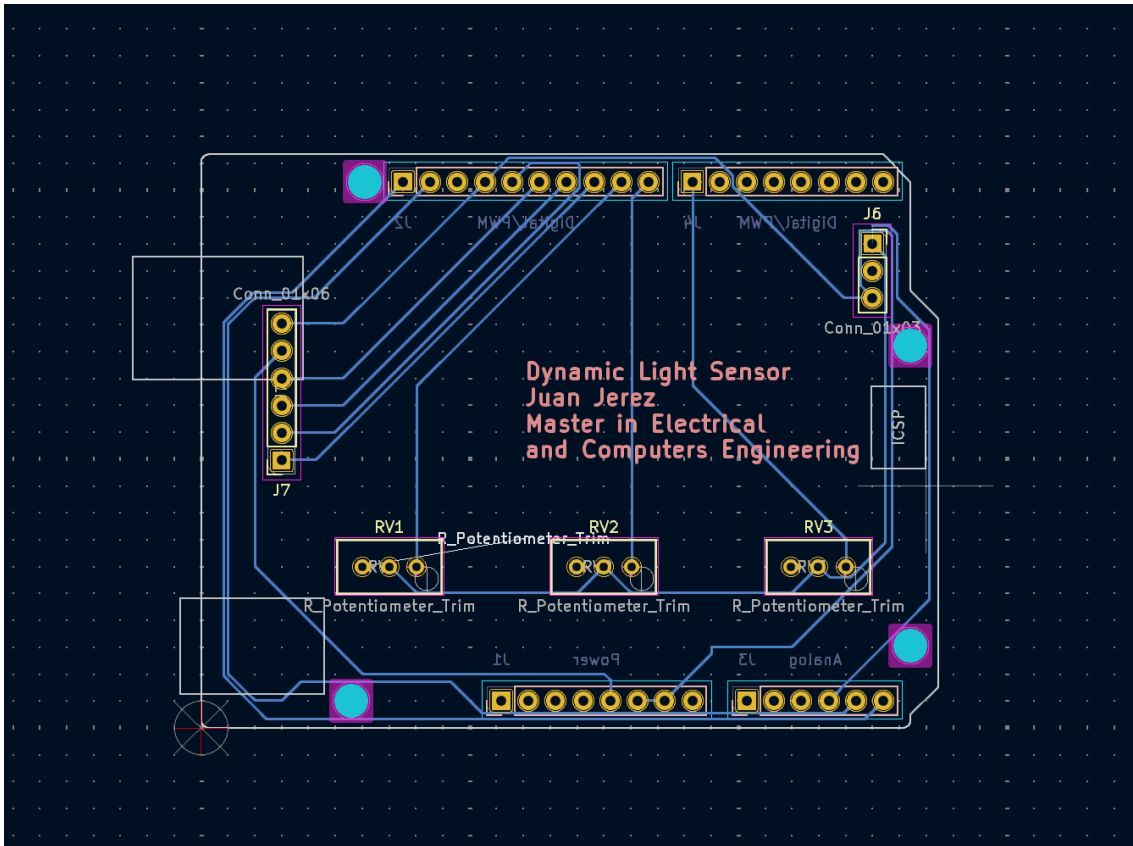 J2 Digital/PWM J4 Digital/PWM
J6
Conn_01x06
Conn_01x03
Dynamic Light Sensor
Juan Jerez
Master in Electrical
and Computers Engineering
ICSP
J7
RV1 RV2 RV3
R_Potentiometer_Trim
R_Potentiometer_Trim R_Potentiometer_Trim R_Potentiometer_Trim
J1 Power J3 Analog